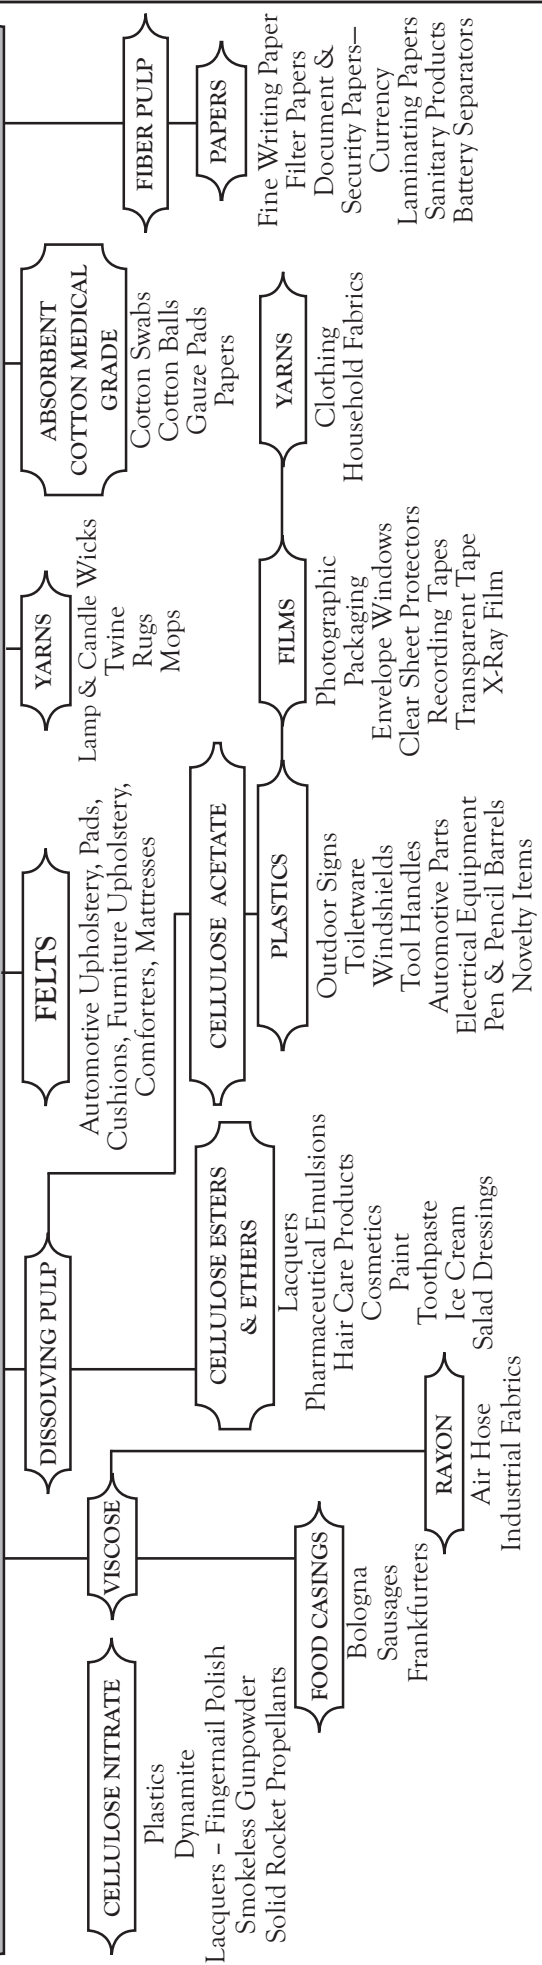 CELLULOSE NITRATE
Plastics
Dynamite
Lacquers – Fingernail Polish
Smokeless Gunpowder
Solid Rocket Propellants
VISCOSE
FOOD CASINGS
Bologna
Sausages
Frankfurters
RAYON
Air Hose
Industrial Fabrics
DISSOLVING PULP
CELLULOSE ESTERS
& ETHERS
Lacquers
Pharmaceutical Emulsions
Hair Care Products
Cosmetics
Paint
Toothpaste
Ice Cream
Salad Dressings
FELTS
Automotive Upholstery, Pads,
Cushions, Furniture Upholstery,
Comforters, Mattresses
CELLULOSE ACETATE
PLASTICS
Outdoor Signs
Toiletware
Windshields
Tool Handles
Automotive Parts
Electrical Equipment
Pen & Pencil Barrels
Novelty Items
FILMS
Photographic
Packaging
Envelope Windows
Clear Sheet Protectors
Recording Tapes
Transparent Tape
X-Ray Film
YARNS
Clothing
Household Fabrics
YARNS
Lamp & Candle Wicks
Twine
Rugs
Mops
ABSORBENT
COTTON MEDICAL
GRADE
Cotton Swabs
Cotton Balls
Gauze Pads
Papers
FIBER PULP
PAPERS
Fine Writing Paper
Filter Papers
Document &
Security Papers—
Currency
Laminating Papers
Sanitary Products
Battery Separators